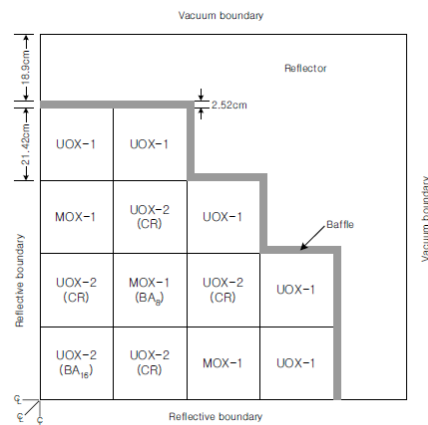 Vacuum boundary
18.9cm
Reflector
2.52cm
21.42cm
UOX-1
UOX-1
MOX-1
UOX-2
(CR)
UOX-1
Baffle
Vacuum boundary
Reflective boundary
UOX-2
(CR)
MOX-1
(BA₈)
UOX-2
(CR)
UOX-1
UOX-2
(BA₁₆)
UOX-2
(CR)
MOX-1
UOX-1
℄
℄
℄
Reflective boundary